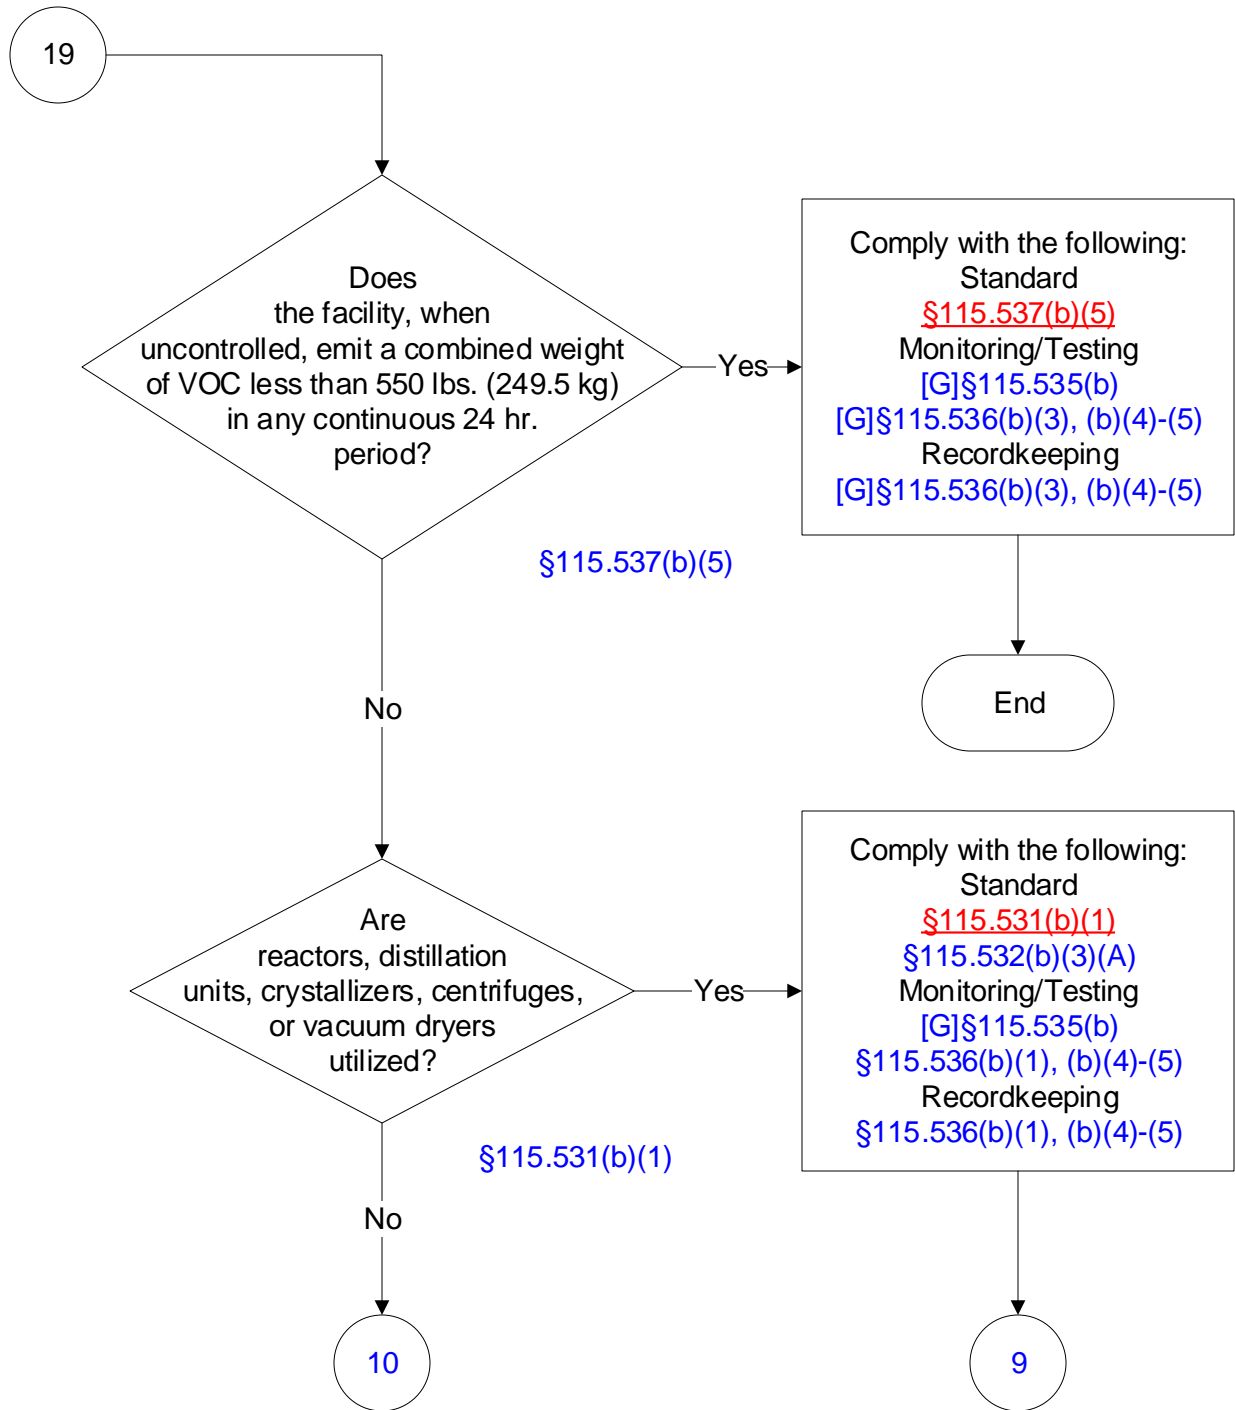 19
Does
the facility, when
uncontrolled, emit a combined weight
of VOC less than 550 lbs. (249.5 kg)
in any continuous 24 hr.
period?
Yes
Comply with the following:
Standard
§115.537(b)(5)
Monitoring/Testing
[G]§115.535(b)
[G]§115.536(b)(3), (b)(4)-(5)
Recordkeeping
[G]§115.536(b)(3), (b)(4)-(5)
§115.537(b)(5)
No
End
Are
reactors, distillation
units, crystallizers, centrifuges,
or vacuum dryers
utilized?
Yes
Comply with the following:
Standard
§115.531(b)(1)
§115.532(b)(3)(A)
Monitoring/Testing
[G]§115.535(b)
§115.536(b)(1), (b)(4)-(5)
Recordkeeping
§115.536(b)(1), (b)(4)-(5)
§115.531(b)(1)
No
10
9